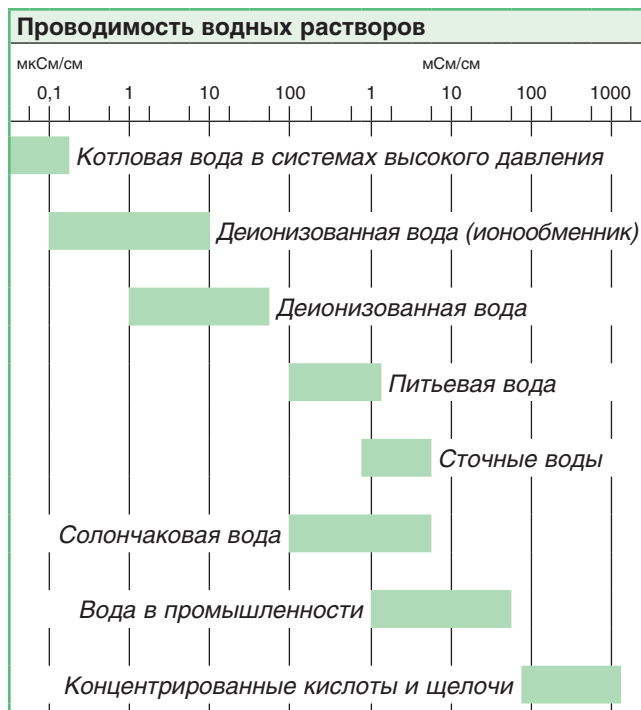 Проводимость водных растворов
мкСм/см мСм/см
0,1 1 10 100 1 10 100 1000
Котловая вода в системах высокого давления
Деионизованная вода (ионообменник)
Деионизованная вода
Питьевая вода
Сточные воды
Солончаковая вода
Вода в промышленности
Концентрированные кислоты и щелочи